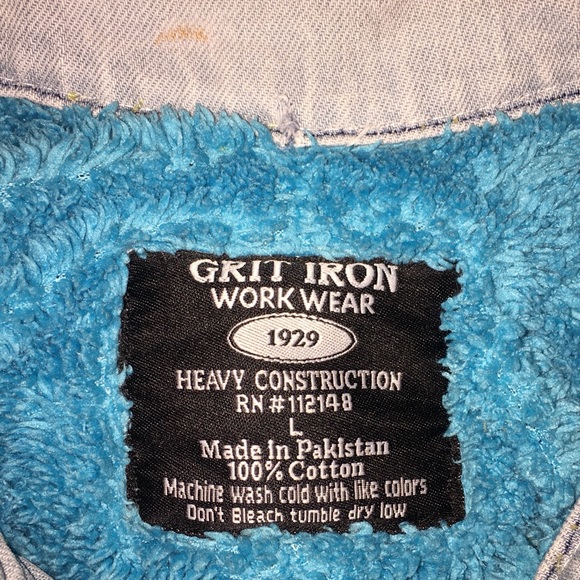 GRIT IRON
WORK WEAR
1929
HEAVY CONSTRUCTION
RN #112148
L
Made in Pakistan
100% Cotton
Machine wash cold with like colors
Don't Bleach tumble dry low